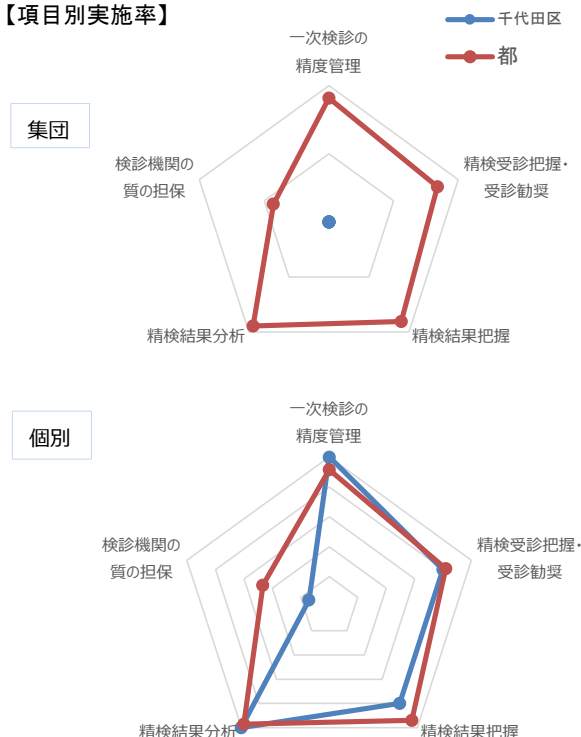 【項目別実施率】
千代田区
都
集団
一次検診の
精度管理
精検受診把握・
受診勧奨
精検結果把握
精検結果分析
検診機関の
質の担保
個別
一次検診の
精度管理
精検受診把握・
受診勧奨
精検結果把握
精検結果分析
検診機関の
質の担保